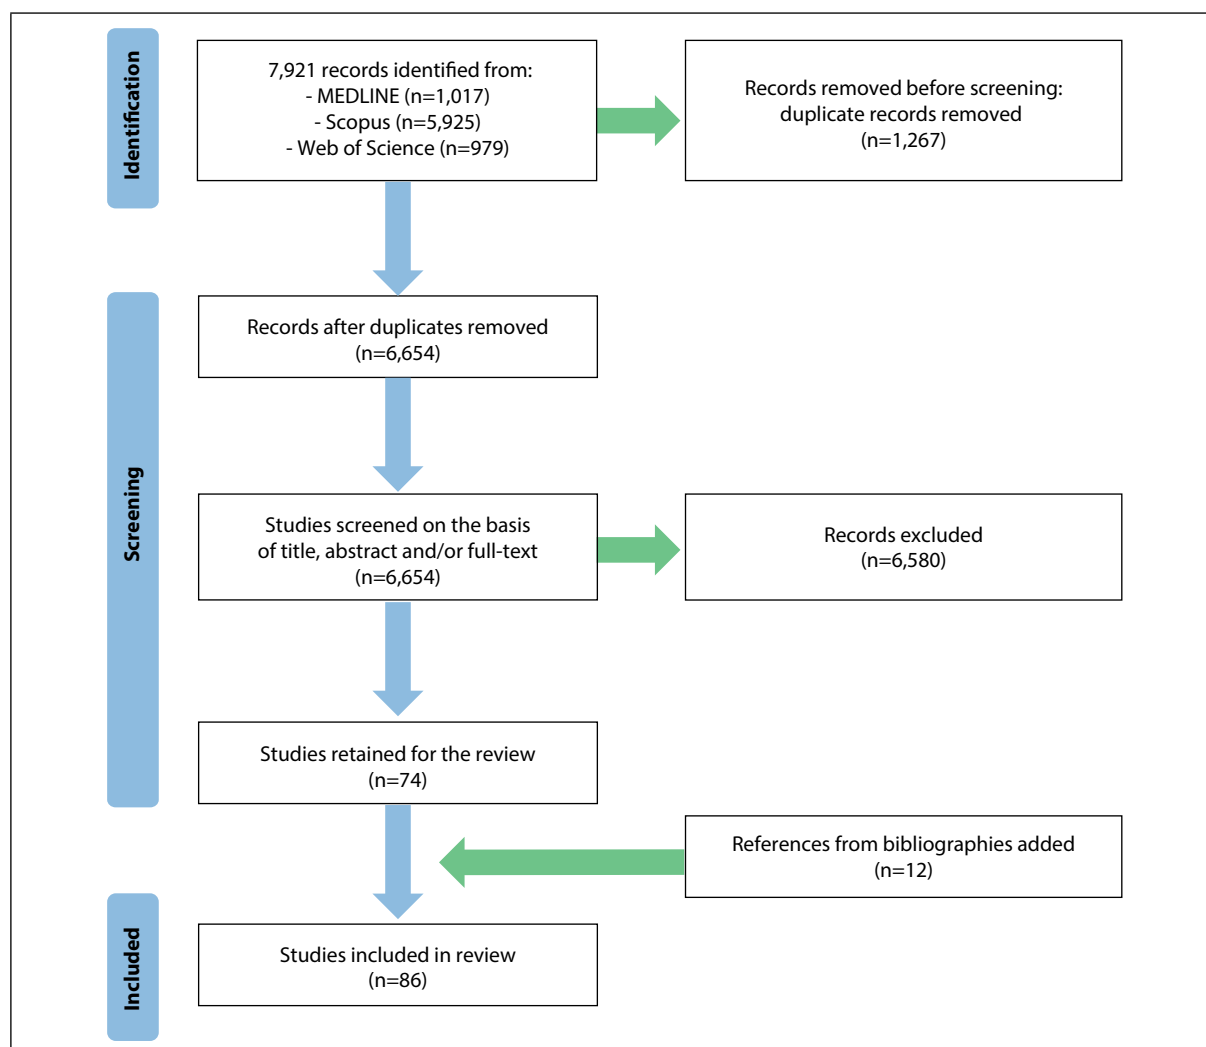 Identification
7,921 records identified from:
- MEDLINE (n=1,017)
- Scopus (n=5,925)
- Web of Science (n=979)
Records removed before screening:
duplicate records removed
(n=1,267)
Screening
Records after duplicates removed
(n=6,654)
Studies screened on the basis
of title, abstract and/or full-text
(n=6,654)
Records excluded
(n=6,580)
Studies retained for the review
(n=74)
References from bibliographies added
(n=12)
Included
Studies included in review
(n=86)